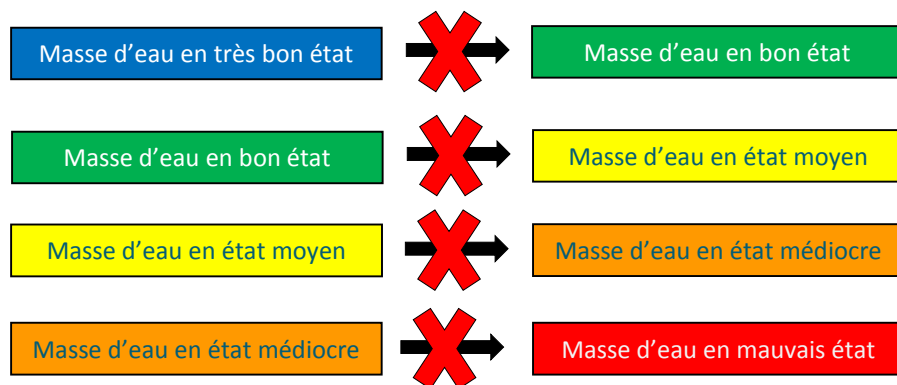 Masse d’eau en très bon état
Masse d’eau en bon état
Masse d’eau en bon état
Masse d’eau en état moyen
Masse d’eau en état moyen
Masse d’eau en état médiocre
Masse d’eau en état médiocre
Masse d’eau en mauvais état